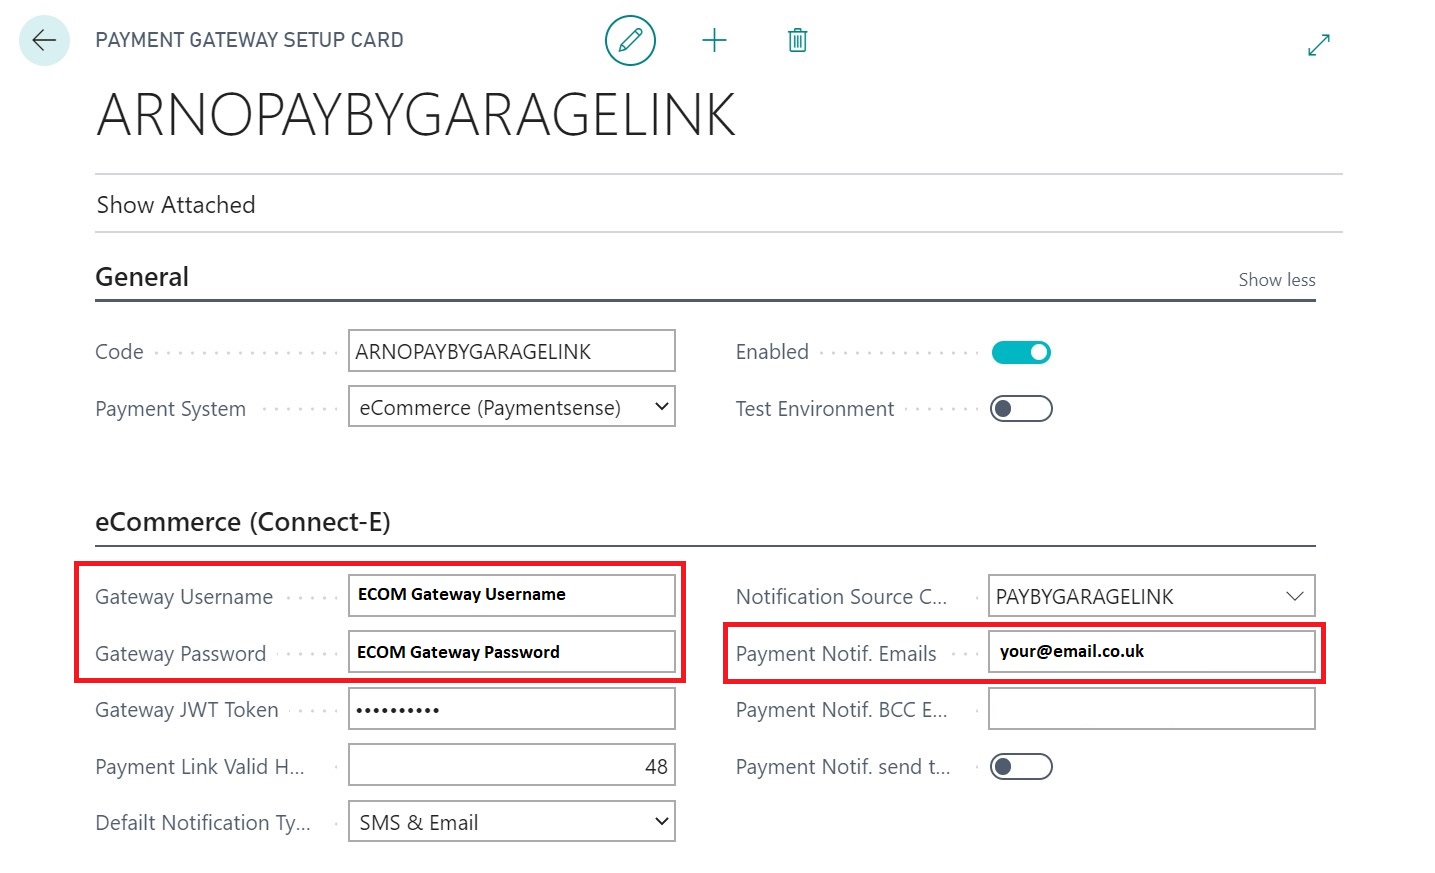 PAYMENT GATEWAY SETUP CARD
ARNOPAYBYGARAGELINK
Show Attached
General
Show less
Code
ARNOPAYBYGARAGELINK
Enabled
Payment System
eCommerce (Paymentsense)
Test Environment
eCommerce (Connect-E)
Gateway Username
ECOM Gateway Username
Notification Source C...
PAYBYGARAGELINK
Gateway Password
ECOM Gateway Password
Payment Notif. Emails
your@email.co.uk
Gateway JWT Token
••••••••••
Payment Notif. BCC E...
Payment Link Valid H...
48
Payment Notif. send t...
Defailt Notification Ty...
SMS & Email